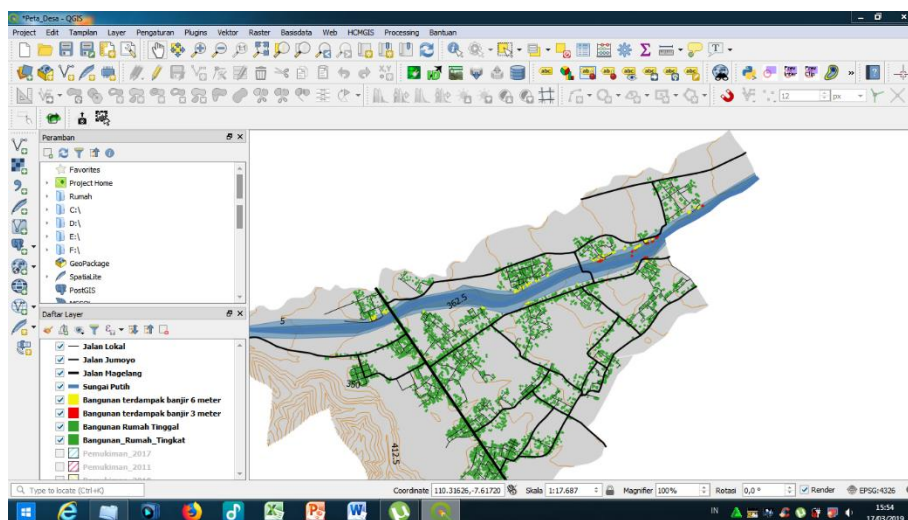 *Peta_Desa - QGIS
Project Edit Tampilan Layer Pengaturan Plugins Vektor Raster Basisdata Web HCMGIS Processing Bantuan
12 px
Peramban
Favorites
Project Home
Rumah
C:\
D:\
E:\
F:\
GeoPackage
SpatiaLite
PostGIS
MSSQL
Daftar Layer
Jalan Lokal
Jalan Jumoyo
Jalan Magelang
Sungai Putih
Bangunan terdampak banjir 6 meter
Bangunan terdampak banjir 3 meter
Bangunan Rumah Tinggal
Bangunan_Rumah_Tingkat
Pemukiman_2017
Pemukiman_2011
362.5
5
412.5
Type to locate (Ctrl+K)
Coordinate 110.31626,-7.61720 Skala 1:17.687 Magnifier 100% Rotasi 0,0 ° Render EPSG:4326
IN 15:54
17/03/2019